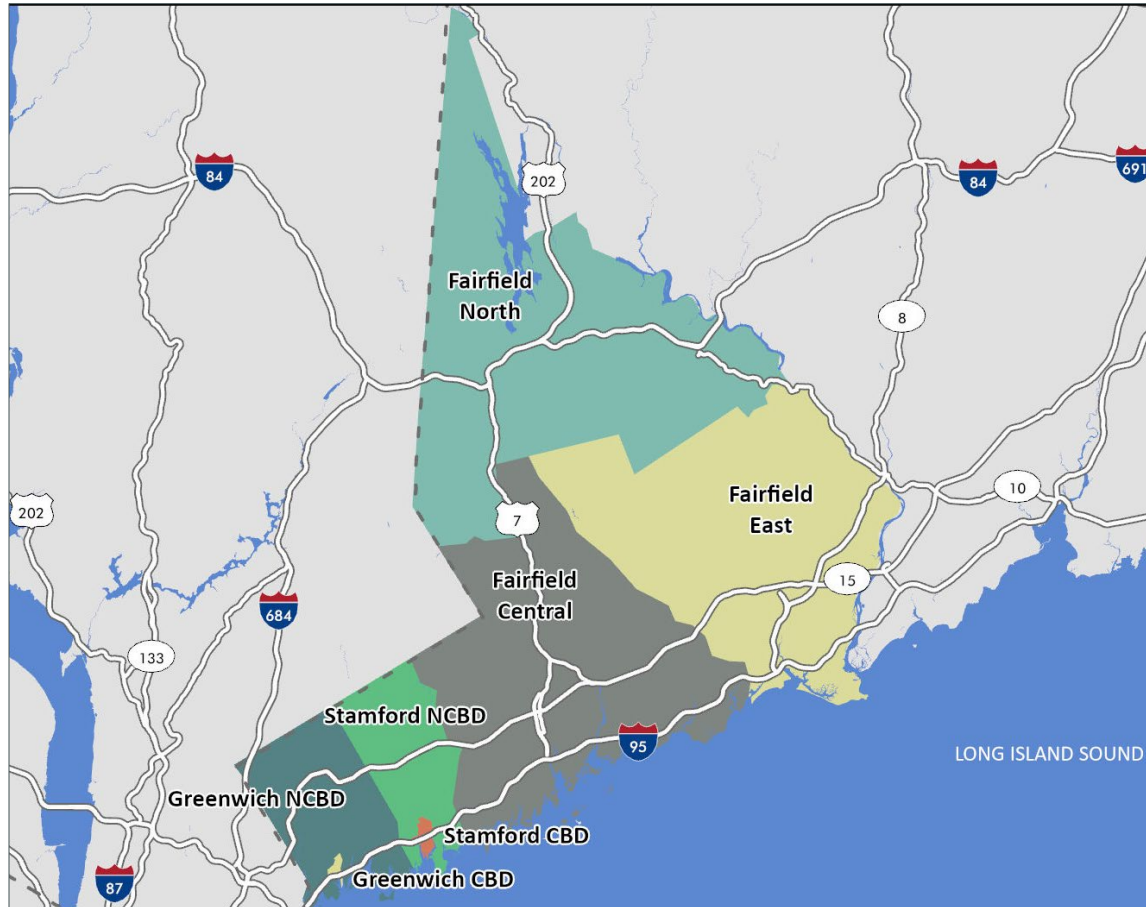 84
84
691
202
Fairfield
North
8
Fairfield
East
10
202
7
15
Fairfield
Central
684
133
Stamford NCBD
95
LONG ISLAND SOUND
Greenwich NCBD
Stamford CBD
Greenwich CBD
87